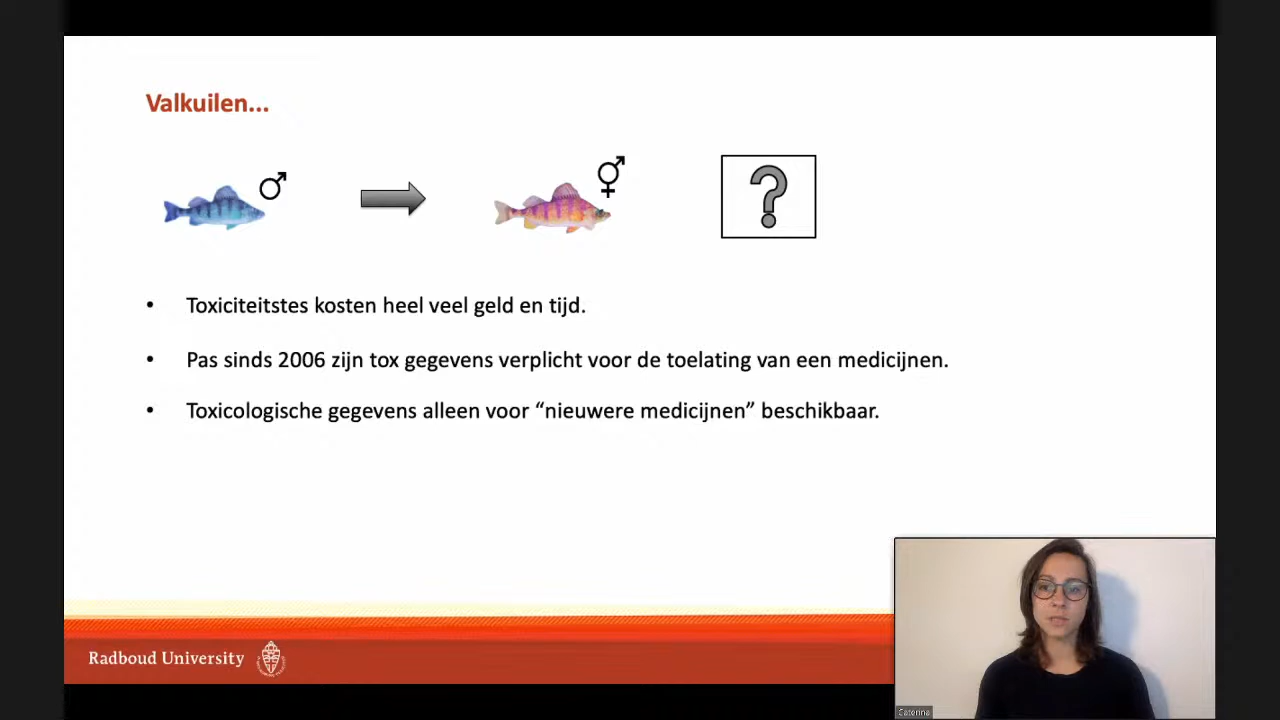 Valkuilen...
?
• Toxiciteitstes kosten heel veel geld en tijd.
• Pas sinds 2006 zijn tox gegevens verplicht voor de toelating van een medicijnen.
• Toxicologische gegevens alleen voor “nieuwere medicijnen” beschikbaar.
Radboud University
Caterina